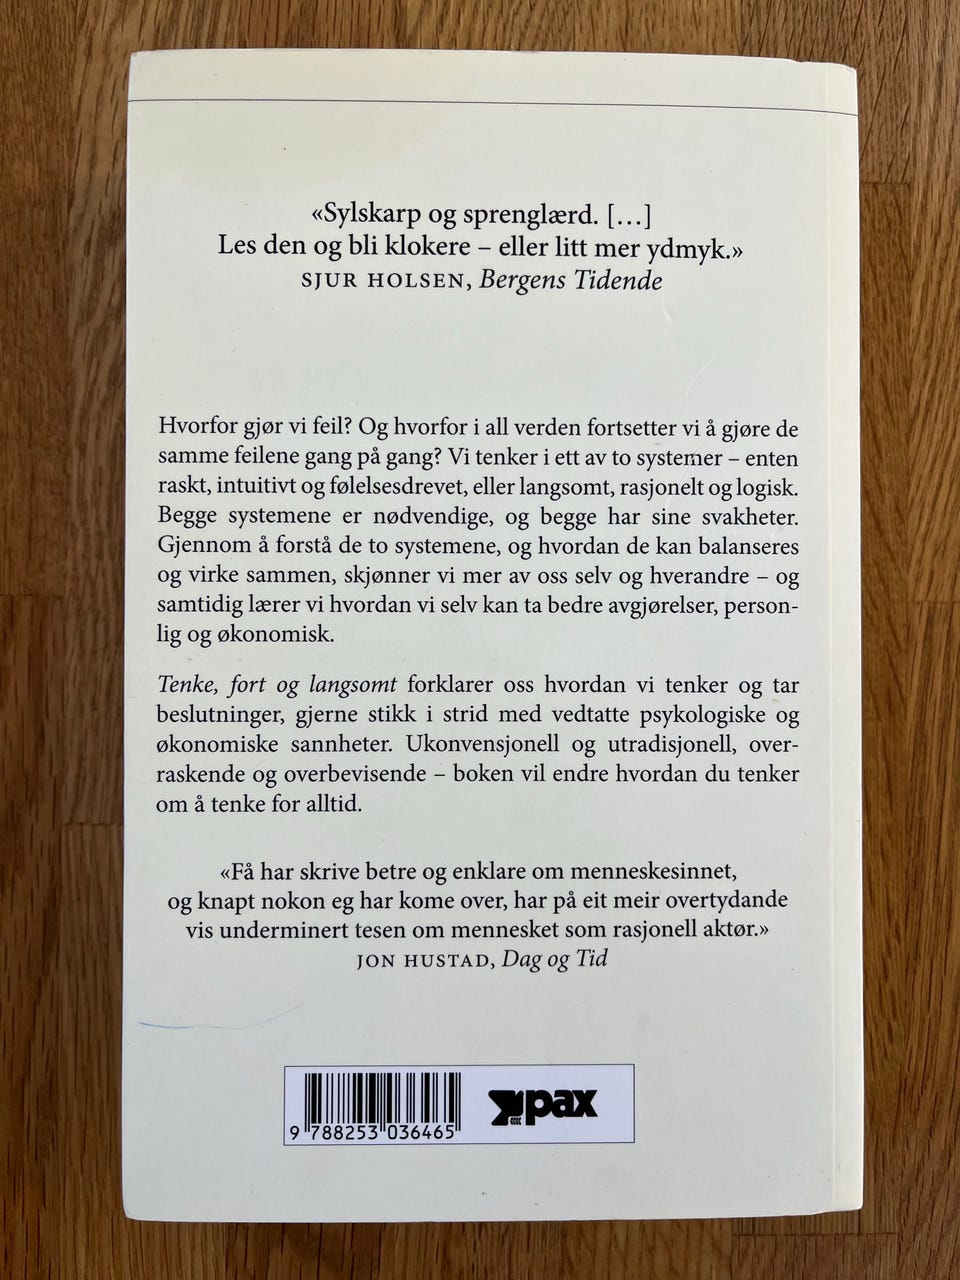 «Sylskarp og sprenglærd. […]
Les den og bli klokere – eller litt mer ydmyk.»
SJUR HOLSEN, Bergens Tidende
Hvorfor gjør vi feil? Og hvorfor i all verden fortsetter vi å gjøre de
samme feilene gang på gang? Vi tenker i ett av to systemer – enten
raskt, intuitivt og følelsesdrevet, eller langsomt, rasjonelt og logisk.
Begge systemene er nødvendige, og begge har sine svakheter.
Gjennom å forstå de to systemene, og hvordan de kan balanseres
og virke sammen, skjønner vi mer av oss selv og hverandre – og
samtidig lærer vi hvordan vi selv kan ta bedre avgjørelser, person-
lig og økonomisk.
Tenke, fort og langsomt forklarer oss hvordan vi tenker og tar
beslutninger, gjerne stikk i strid med vedtatte psykologiske og
økonomiske sannheter. Ukonvensjonell og utradisjonell, over-
raskende og overbevisende – boken vil endre hvordan du tenker
om å tenke for alltid.
«Få har skrive betre og enklare om menneskesinnet,
og knapt nokon eg har kome over, har på eit meir overtydande
vis underminert tesen om mennesket som rasjonell aktør.»
JON HUSTAD, Dag og Tid
pax
9 788253 036465